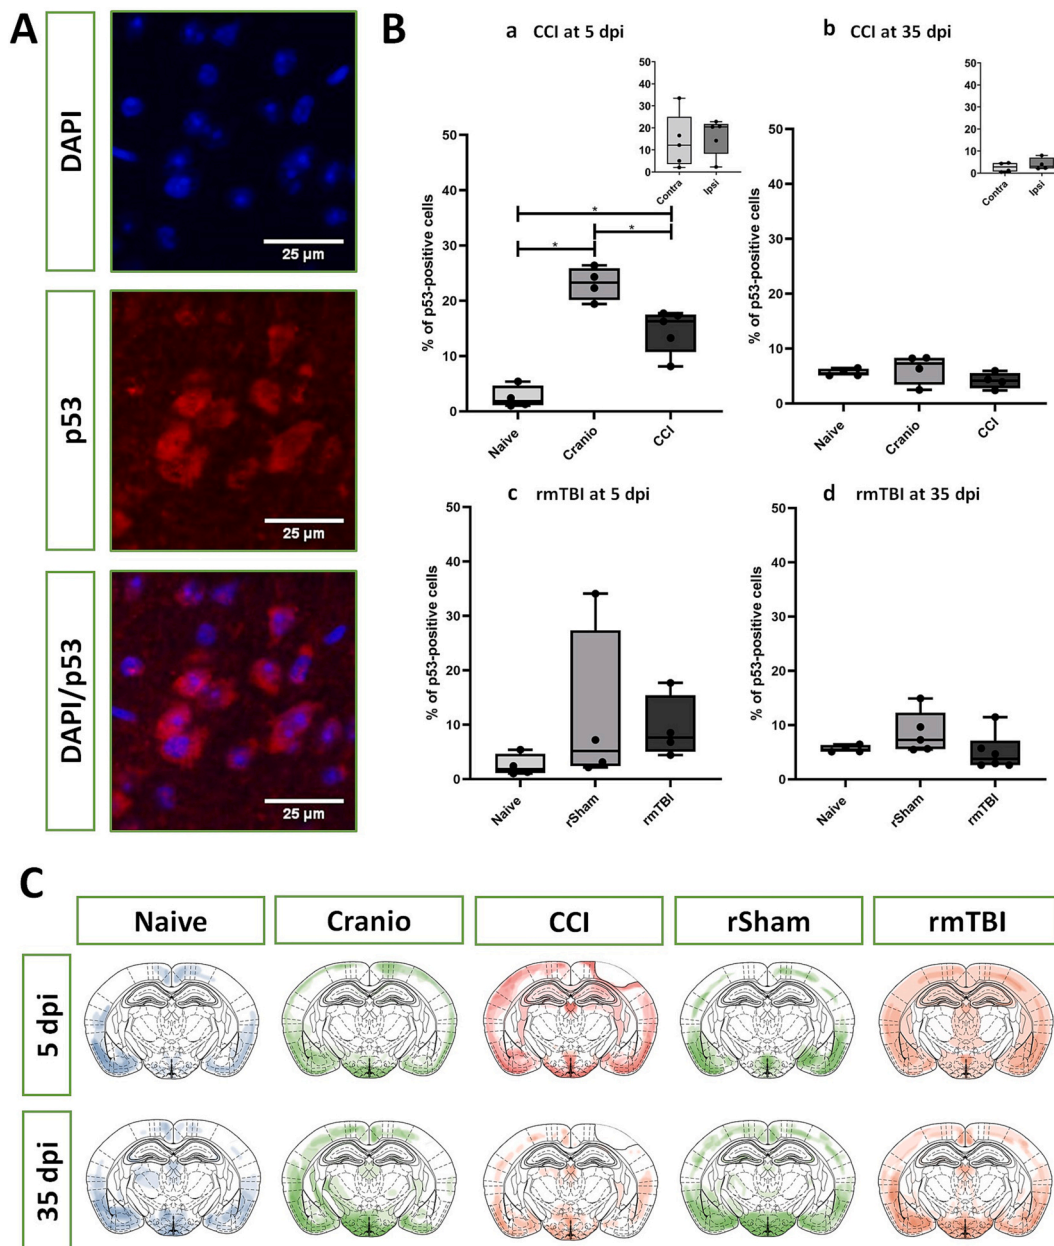 A
DAPI
25 µm
p53
25 µm
DAPI/p53
25 µm
B
a CCI at 5 dpi
50
40
30
20
10
0
Contra
Ipsi
% of p53-positive cells
50
40
30
20
10
0
*
*
*
Naive
Cranio
CCI
b CCI at 35 dpi
50
40
30
20
10
0
Contra
Ipsi
% of p53-positive cells
50
40
30
20
10
0
Naive
Cranio
CCI
c rmTBI at 5 dpi
% of p53-positive cells
50
40
30
20
10
0
Naive
rSham
rmTBI
d rmTBI at 35 dpi
% of p53-positive cells
50
40
30
20
10
0
Naive
rSham
rmTBI
C
Naive
Cranio
CCI
rSham
rmTBI
5 dpi
35 dpi